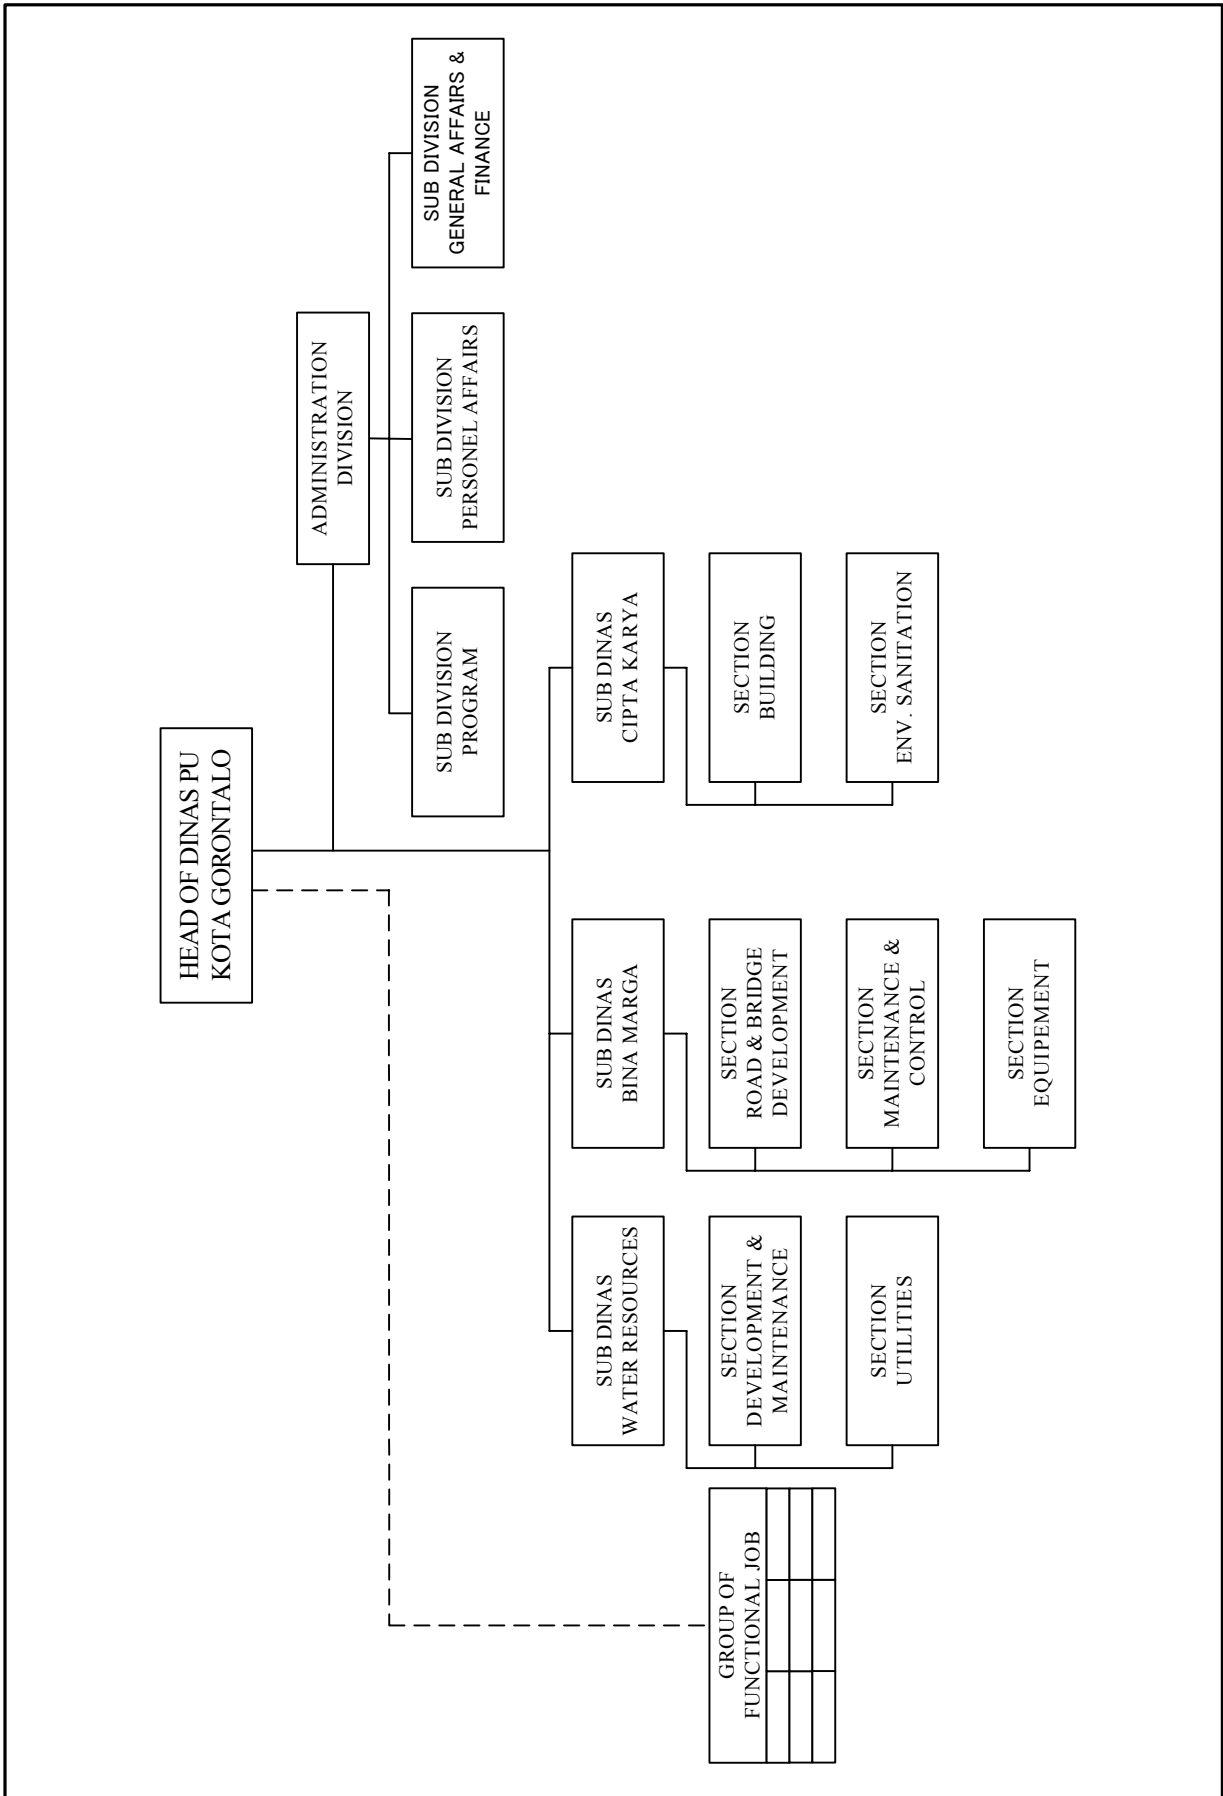 HEAD OF DINAS PU
KOTA GORONTALO
ADMINISTRATION
DIVISION
SUB DIVISION
PROGRAM
SUB DIVISION
PERSONEL AFFAIRS
SUB DIVISION
GENERAL AFFAIRS &
FINANCE
SUB DINAS
WATER RESOURCES
SUB DINAS
BINA MARGA
SUB DINAS
CIPTA KARYA
GROUP OF
FUNCTIONAL JOB
SECTION
DEVELOPMENT &
MAINTENANCE
SECTION
ROAD & BRIDGE
DEVELOPMENT
SECTION
BUILDING
SECTION
UTILITIES
SECTION
MAINTENANCE &
CONTROL
SECTION
ENV. SANITATION
SECTION
EQUIPEMENT